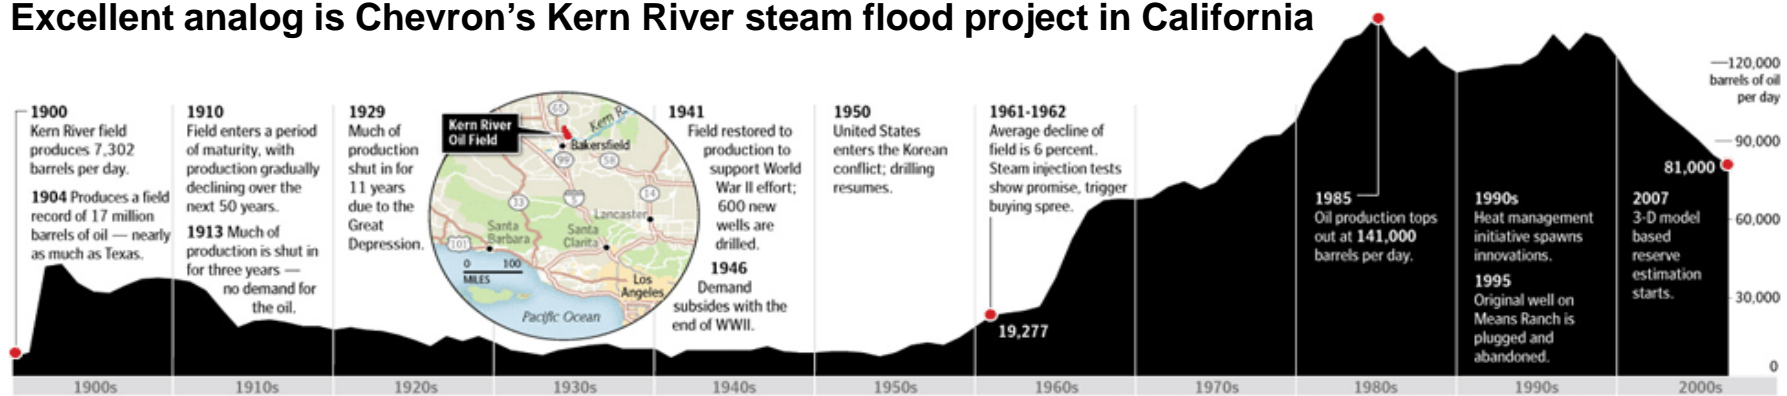 Excellent analog is Chevron's Kern River steam flood project in California
1900
Kern River field
produces 7,302
barrels per day.
1904 Produces a field
record of 17 million
barrels of oil — nearly
as much as Texas.
1910
Field enters a period
of maturity, with
production gradually
declining over the
next 50 years.
1913 Much of
production is shut in
for three years —
no demand for
the oil.
1929
Much of
production
shut in for
11 years
due to the
Great
Depression.
Kern River
Oil Field
65
Kern R.
Bakersfield
99
58
33
5
14
Lancaster
Santa
Barbara
Santa
Clarita
101
0 100
MILES
Los
Angeles
Pacific Ocean
1941
Field restored to
production to
support World
War II effort;
600 new
wells are
drilled.
1946
Demand
subsides with the
end of WWII.
1950
United States
enters the Korean
conflict; drilling
resumes.
1961-1962
Average decline of
field is 6 percent.
Steam injection tests
show promise, trigger
buying spree.
19,277
1985
Oil production tops
out at 141,000
barrels per day.
1990s
Heat management
initiative spawns
innovations.
1995
Original well on
Means Ranch is
plugged and
abandoned.
2007
3-D model
based
reserve
estimation
starts.
81,000
120,000
barrels of oil
per day
90,000
60,000
30,000
0
1900s 1910s 1920s 1930s 1940s 1950s 1960s 1970s 1980s 1990s 2000s